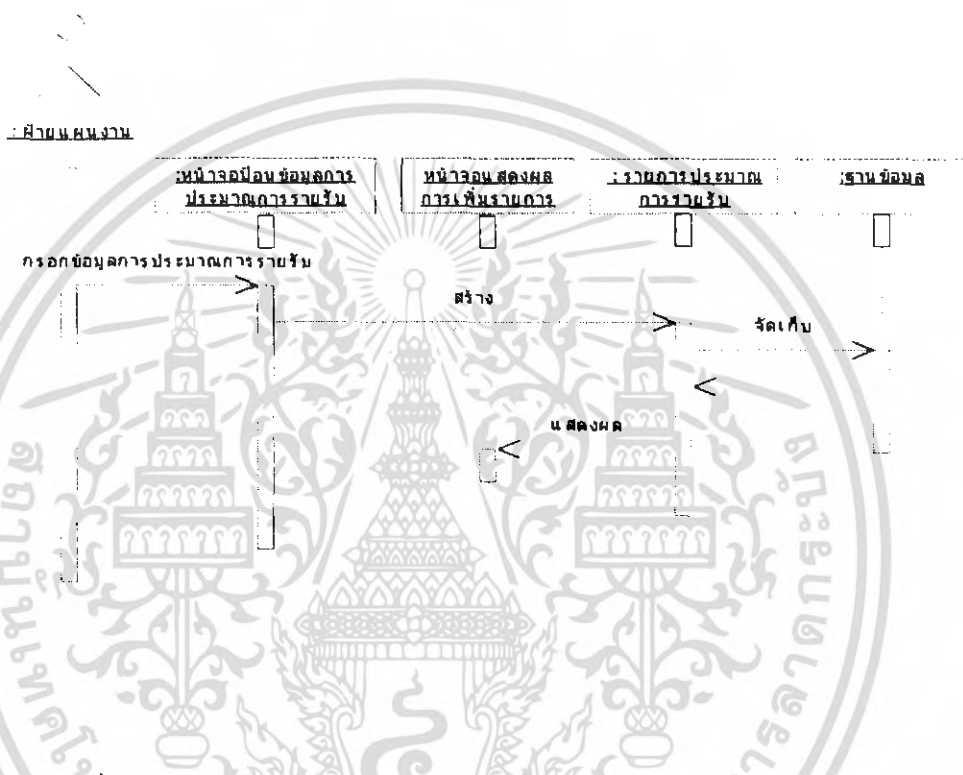 : ฝ่ายแผนงาน
:หน้าจอป้อนข้อมูลการ
ประมาณการรายรับ
หน้าจอแสดงผล
การเพิ่มรายการ
: รายการประมาณ
การรายรับ
:ฐานข้อมูล
กรอกข้อมูลการประมาณการรายรับ
สร้าง
จัดเก็บ
แสดงผล